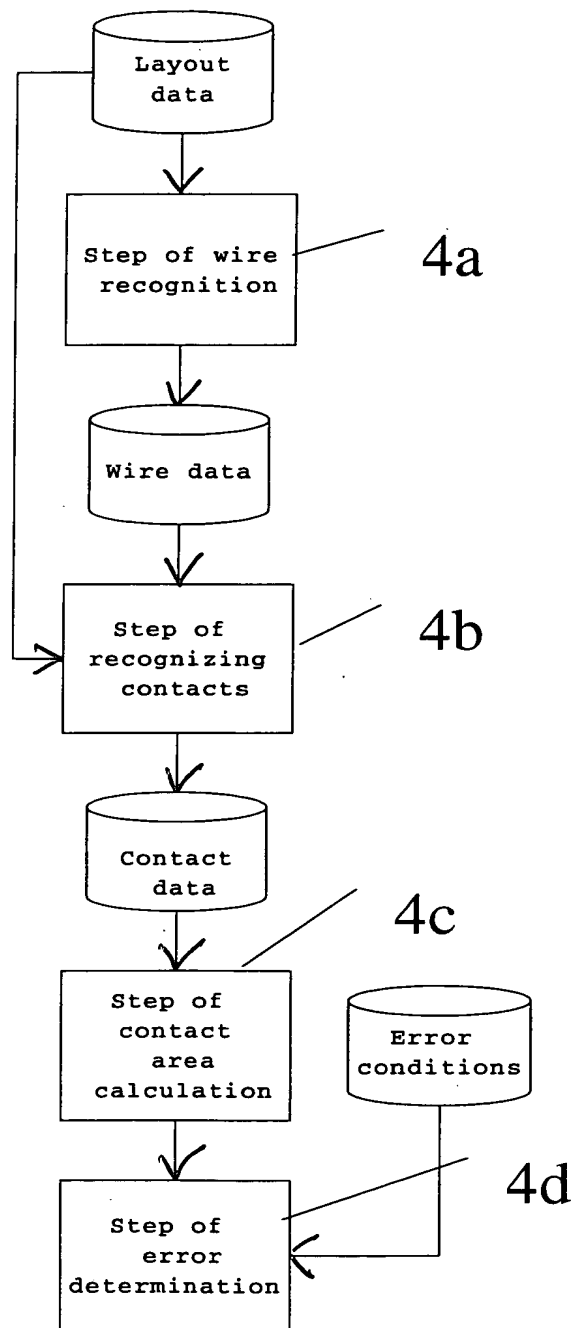 Layout
data
Step of wire
recognition
4a
Wire data
Step of
recognizing
contacts
4b
Contact
data
4c
Step of
contact
area
calculation
Error
conditions
4d
Step of
error
determination